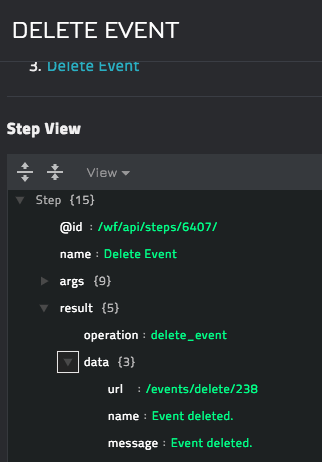 DELETE EVENT
3. Delete Event
Step View
View
Step {15}
@id : /wf/api/steps/6407/
name : Delete Event
args {9}
result {5}
operation : delete_event
data {3}
url : /events/delete/238
name : Event deleted.
message : Event deleted.